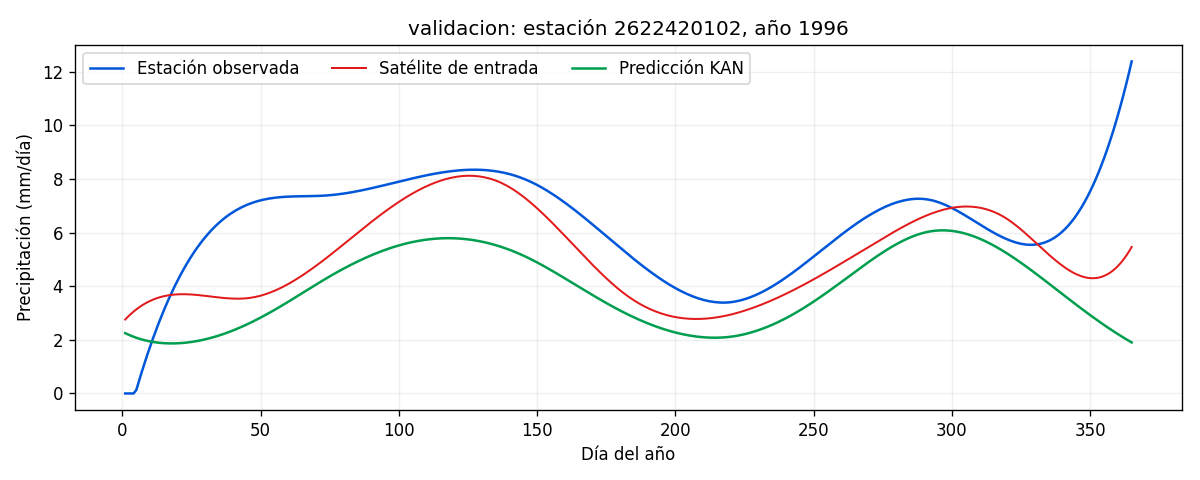 validacion: estación 2622420102, año 1996
Estación observada
Satélite de entrada
Predicción KAN
Precipitación (mm/día)
12
10
8
6
4
2
0
0 50 100 150 200 250 300 350
Día del año